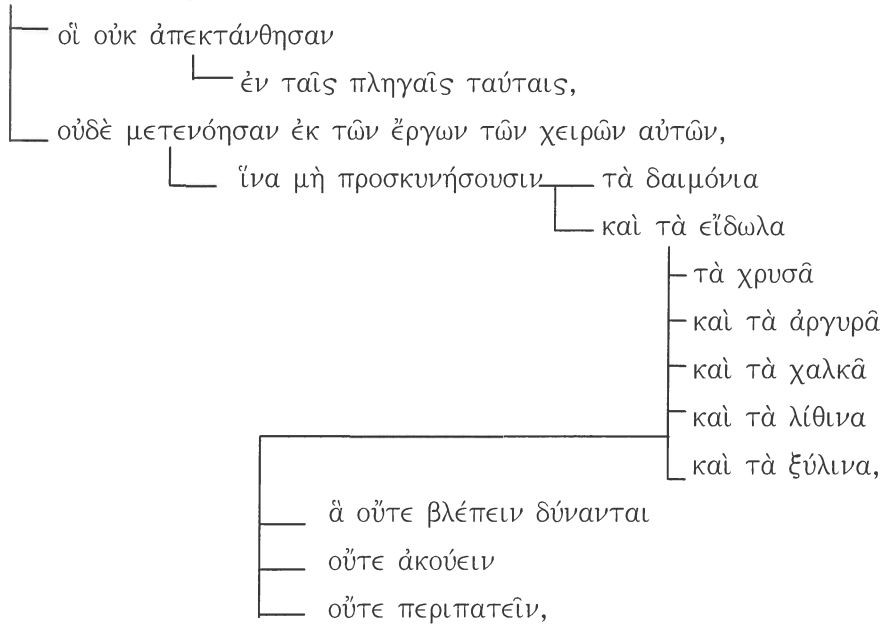 οἳ οὐκ ἀπεκτάνθησαν
ἐν ταῖς πληγαῖς ταύταις,
οὐδὲ μετενόησαν ἐκ τῶν ἔργων τῶν χειρῶν αὐτῶν,
ἵνα μὴ προσκυνήσουσιν τὰ δαιμόνια
καὶ τὰ εἴδωλα
τὰ χρυσᾶ
καὶ τὰ ἀργυρᾶ
καὶ τὰ χαλκᾶ
καὶ τὰ λίθινα
καὶ τὰ ξύλινα,
ἃ οὔτε βλέπειν δύνανται
οὔτε ἀκούειν
οὔτε περιπατεῖν,